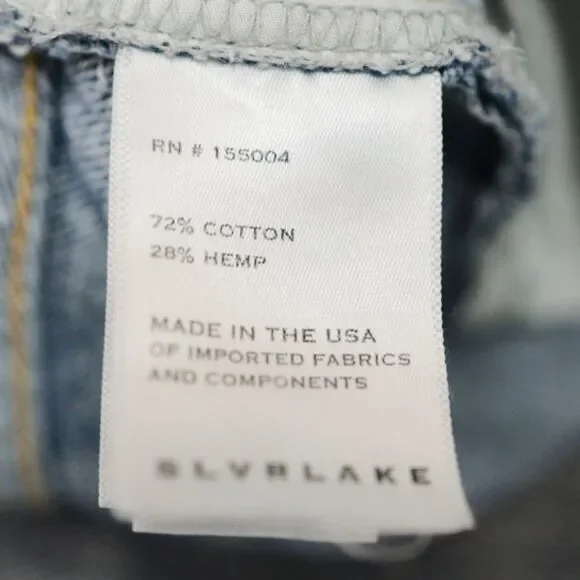 RN # 155004
72% COTTON
28% HEMP
MADE IN THE USA
OF IMPORTED FABRICS
AND COMPONENTS
SLVRLAKE